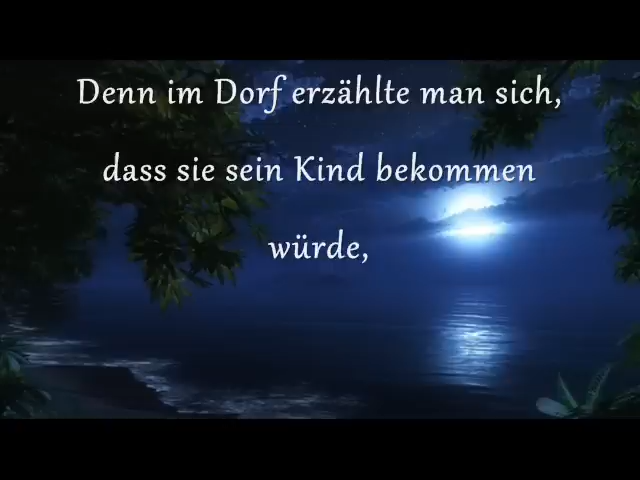 Denn im Dorf erzählte man sich,
dass sie sein Kind bekommen
würde,